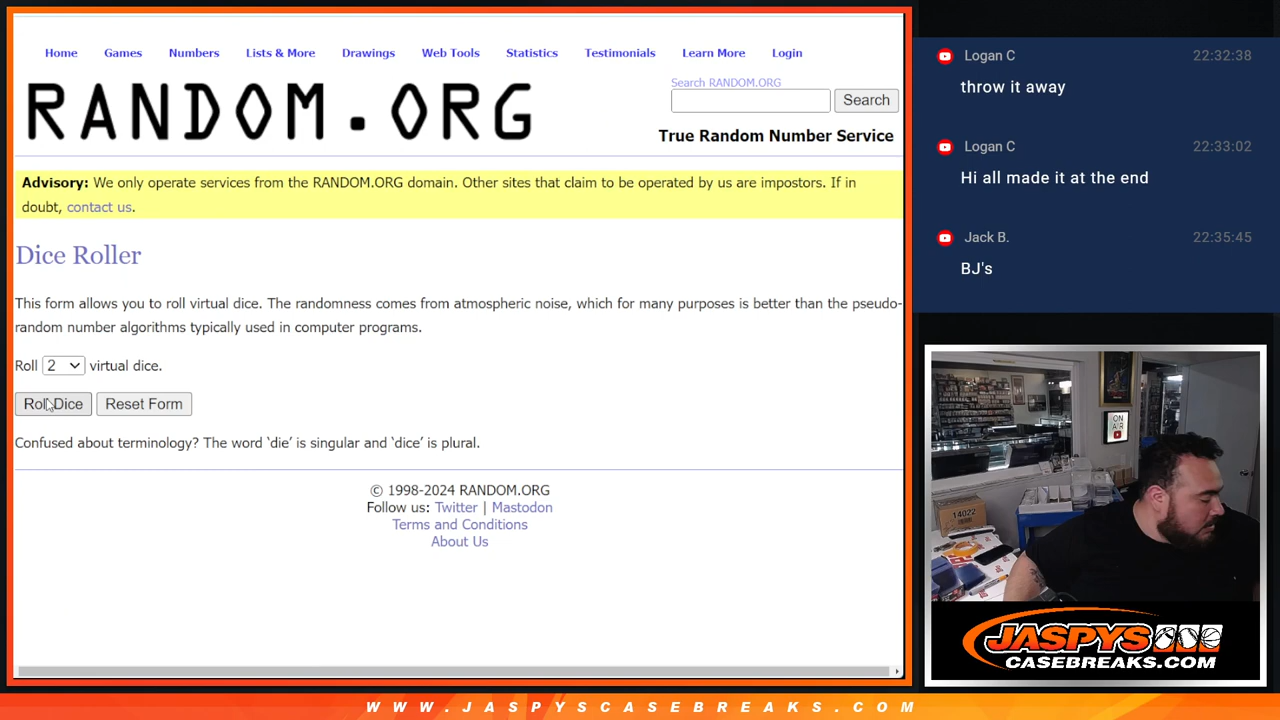 Home Games Numbers Lists & More Drawings Web Tools Statistics Testimonials Learn More Login
RANDOM.ORG
Search RANDOM.ORG
Search
True Random Number Service
Advisory: We only operate services from the RANDOM.ORG domain. Other sites that claim to be operated by us are impostors. If in
doubt, contact us.
Dice Roller
This form allows you to roll virtual dice. The randomness comes from atmospheric noise, which for many purposes is better than the pseudo-
random number algorithms typically used in computer programs.
Roll 2 virtual dice.
Roll Dice Reset Form
Confused about terminology? The word ‘die’ is singular and ‘dice’ is plural.
© 1998-2024 RANDOM.ORG
Follow us: Twitter | Mastodon
Terms and Conditions
About Us
Logan C 22:32:38
throw it away
Logan C 22:33:02
Hi all made it at the end
Jack B. 22:35:45
BJ's
ON
AIR
14022
JASPYS
CASEBREAKS.COM
WWW.JASPYSCASEBREAKS.COM